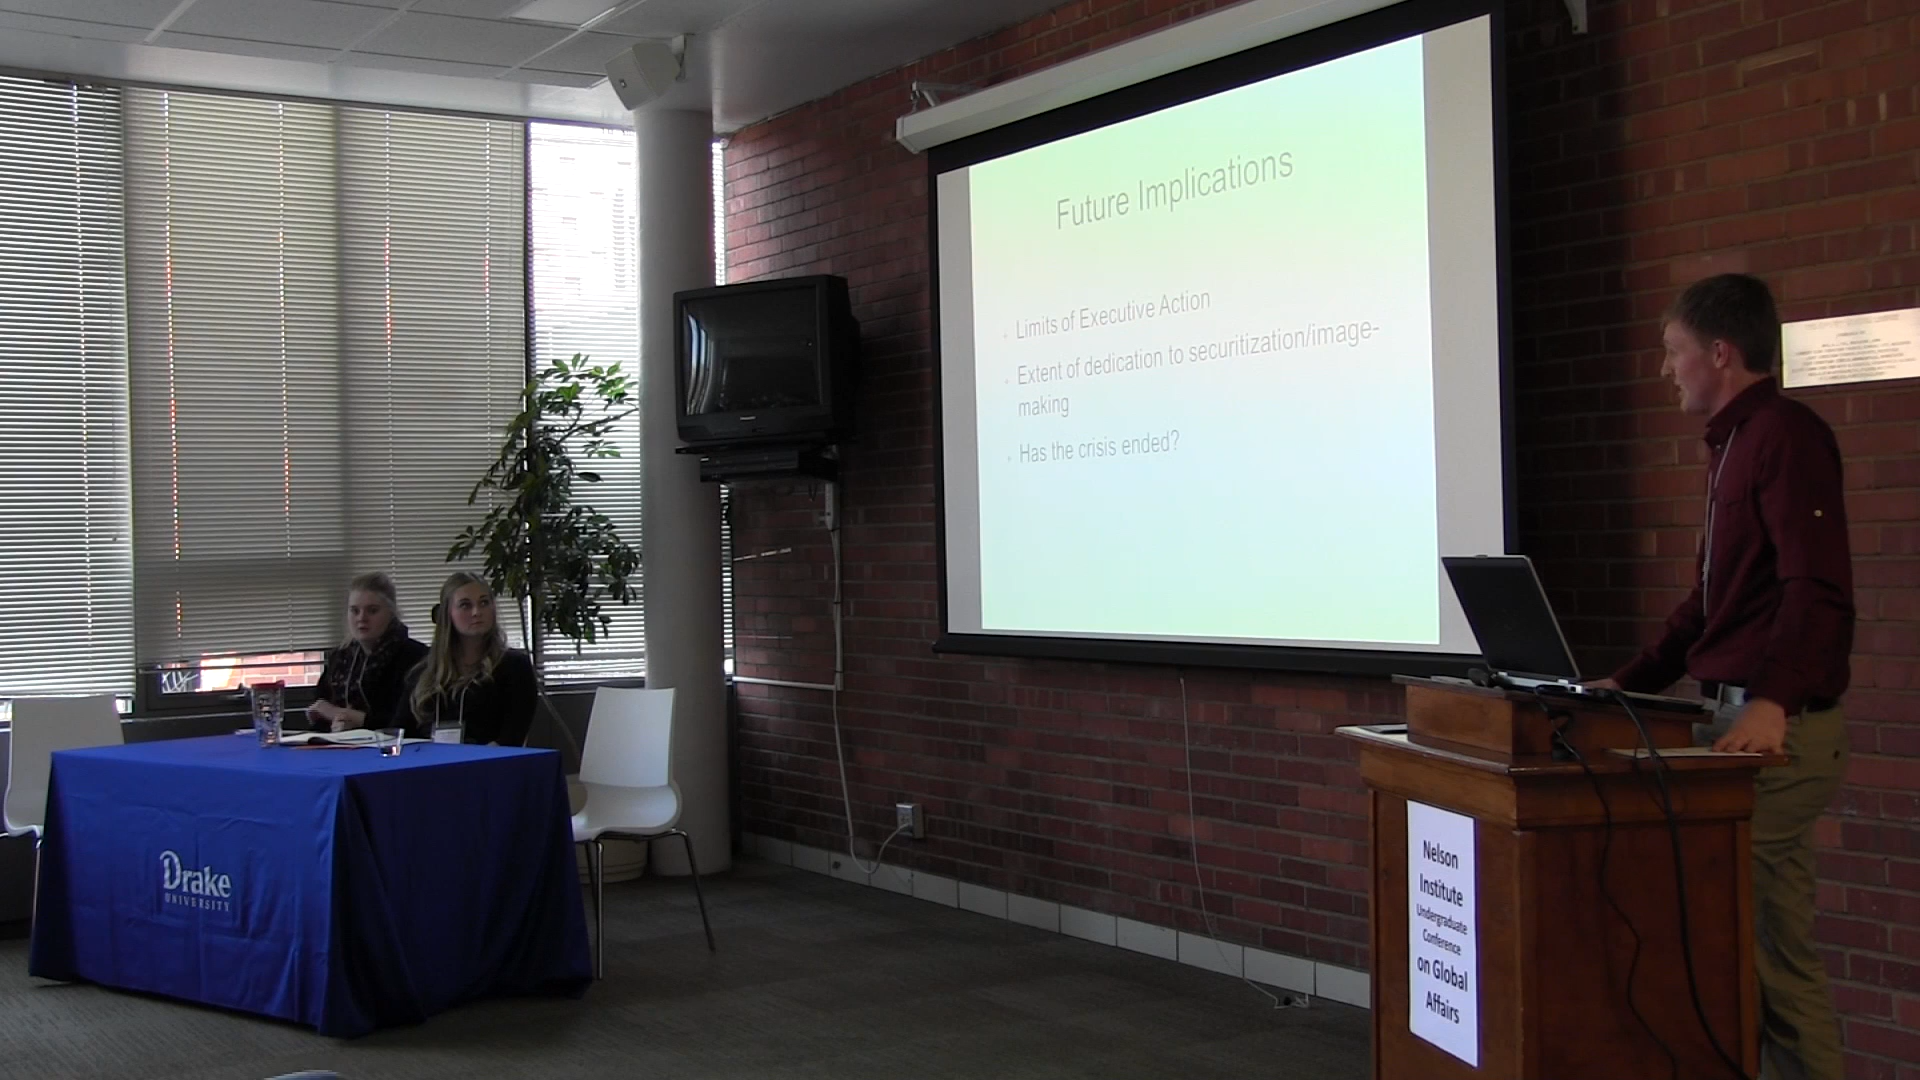 Future Implications
Limits of Executive Action
Extent of dedication to securitization/image-
making
Has the crisis ended?
Drake
UNIVERSITY
Nelson
Institute
Undergraduate
Conference
on Global
Affairs